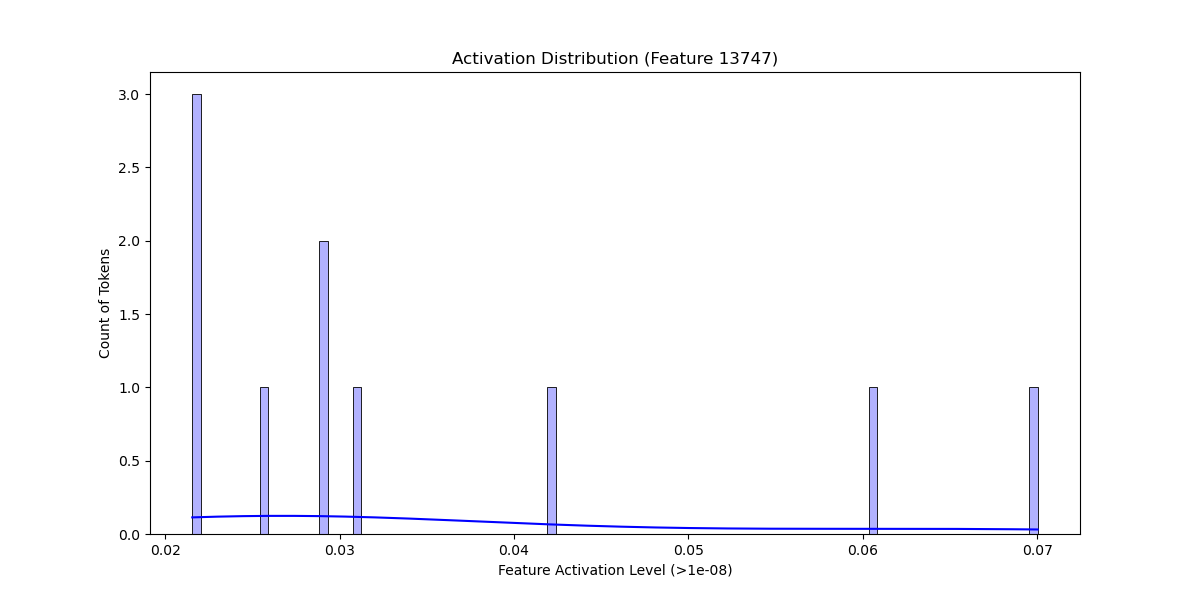 Activation Distribution (Feature 13747)
3.0
2.5
2.0
1.5
1.0
0.5
0.0
Count of Tokens
0.02 0.03 0.04 0.05 0.06 0.07
Feature Activation Level (>1e-08)